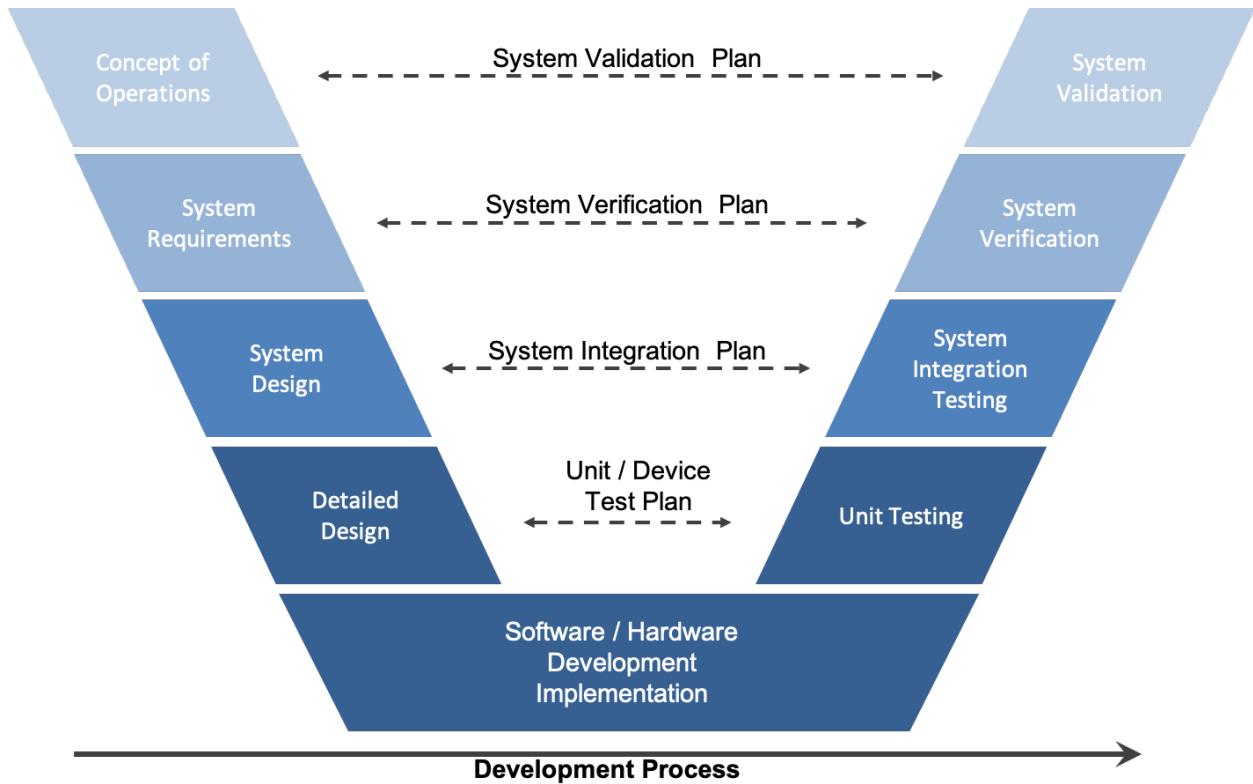 Concept of
Operations
System Validation Plan
System
Validation
System
Requirements
System Verification Plan
System
Verification
System
Design
System Integration Plan
System
Integration
Testing
Detailed
Design
Unit / Device
Test Plan
Unit Testing
Software / Hardware
Development
Implementation
Development Process